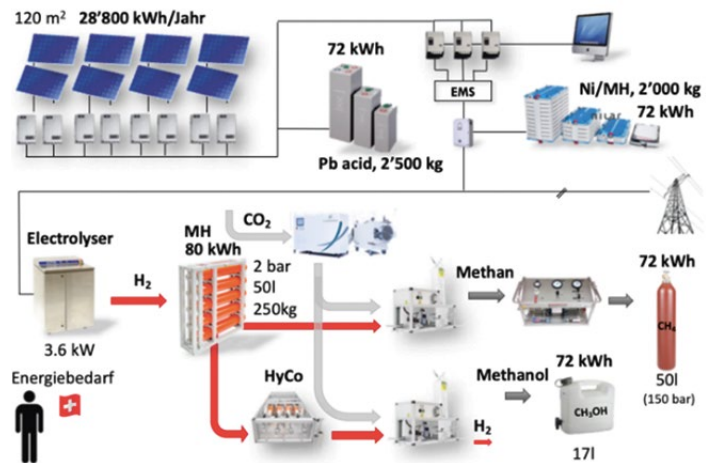 120 m² 28'800 kWh/Jahr
72 kWh
EMS
Ni/MH, 2'000 kg
72 kWh
nilar
Pb acid, 2'500 kg
CO₂
Electrolyser
MH
80 kWh
H₂
2 bar
50l
250kg
Methan
72 kWh
CH₄
3.6 kW
50l
(150 bar)
Energiebedarf
HyCo
Methanol
72 kWh
H₂
CH₃OH
17l